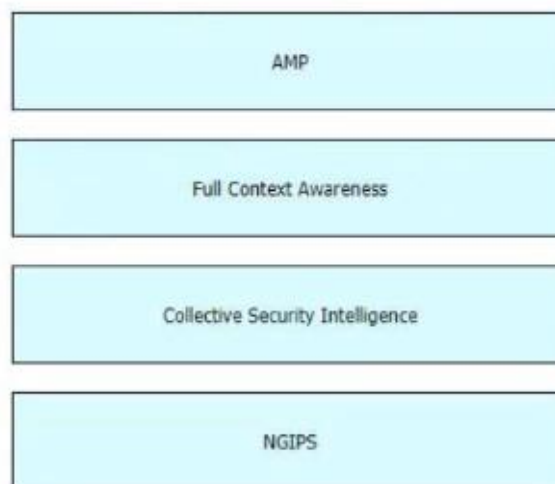 AMP
Full Context Awareness
Collective Security Intelligence
NGIPS